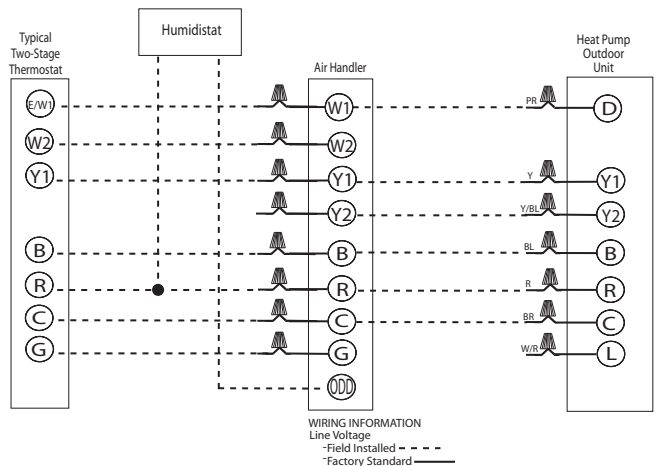 Humidistat
Typical
Two-Stage
Thermostat
Air Handler
Heat Pump
Outdoor
Unit
E/W1
W1
PR
D
W2
W2
Y1
Y1
Y
Y1
Y2
Y/BL
Y2
B
B
BL
B
R
R
R
R
C
C
BR
C
G
G
W/R
L
ODD
WIRING INFORMATION
Line Voltage
-Field Installed
-Factory Standard